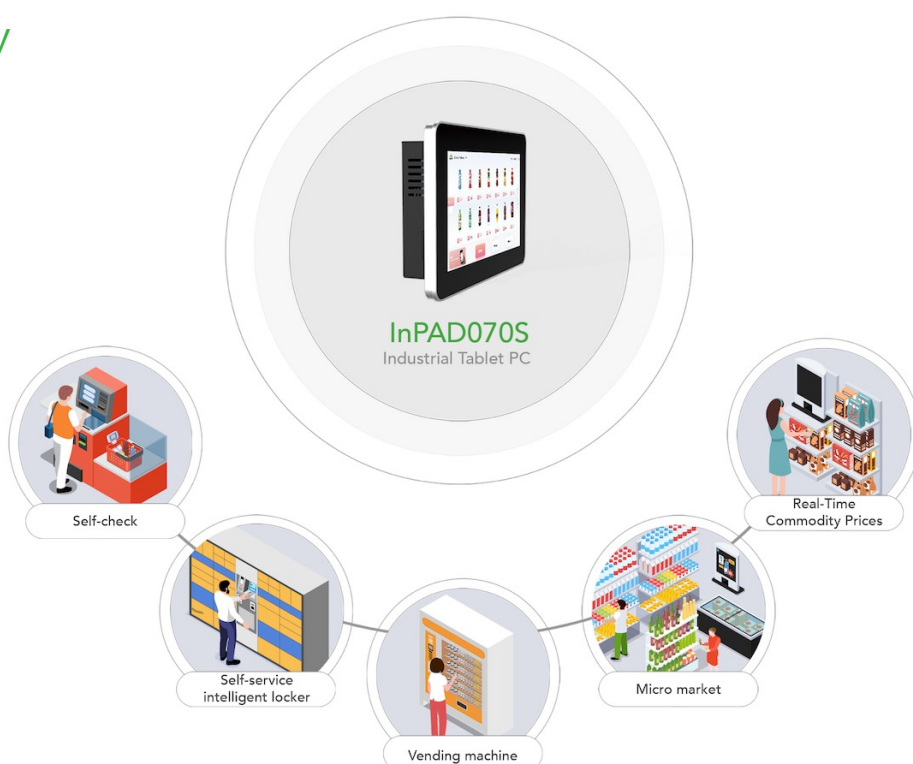 InPAD070S
Industrial Tablet PC
Self-check
Self-service
intelligent locker
Vending machine
Micro market
Real-Time
Commodity Prices